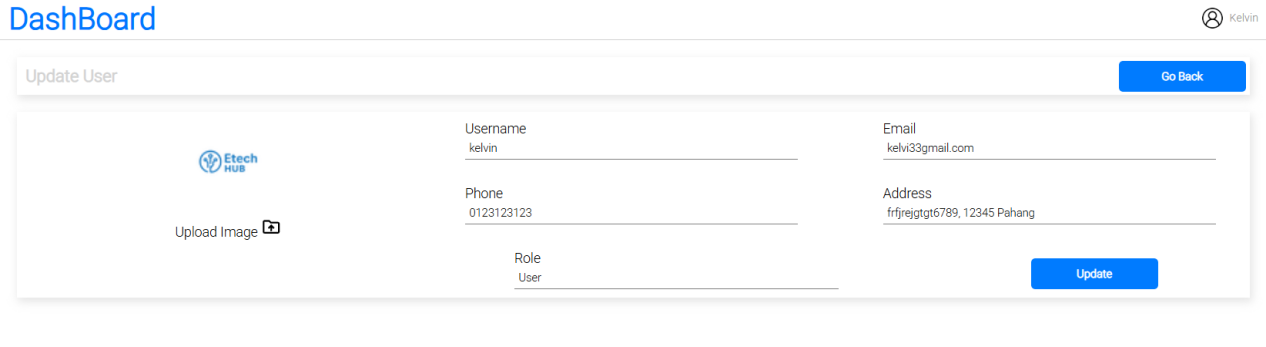 DashBoard
Kelvin
Update User
Go Back
Etech
HUB
Upload Image
Username
kelvin
Email
kelvi33gmail.com
Phone
0123123123
Address
frfjrejgtgt6789, 12345 Pahang
Role
User
Update